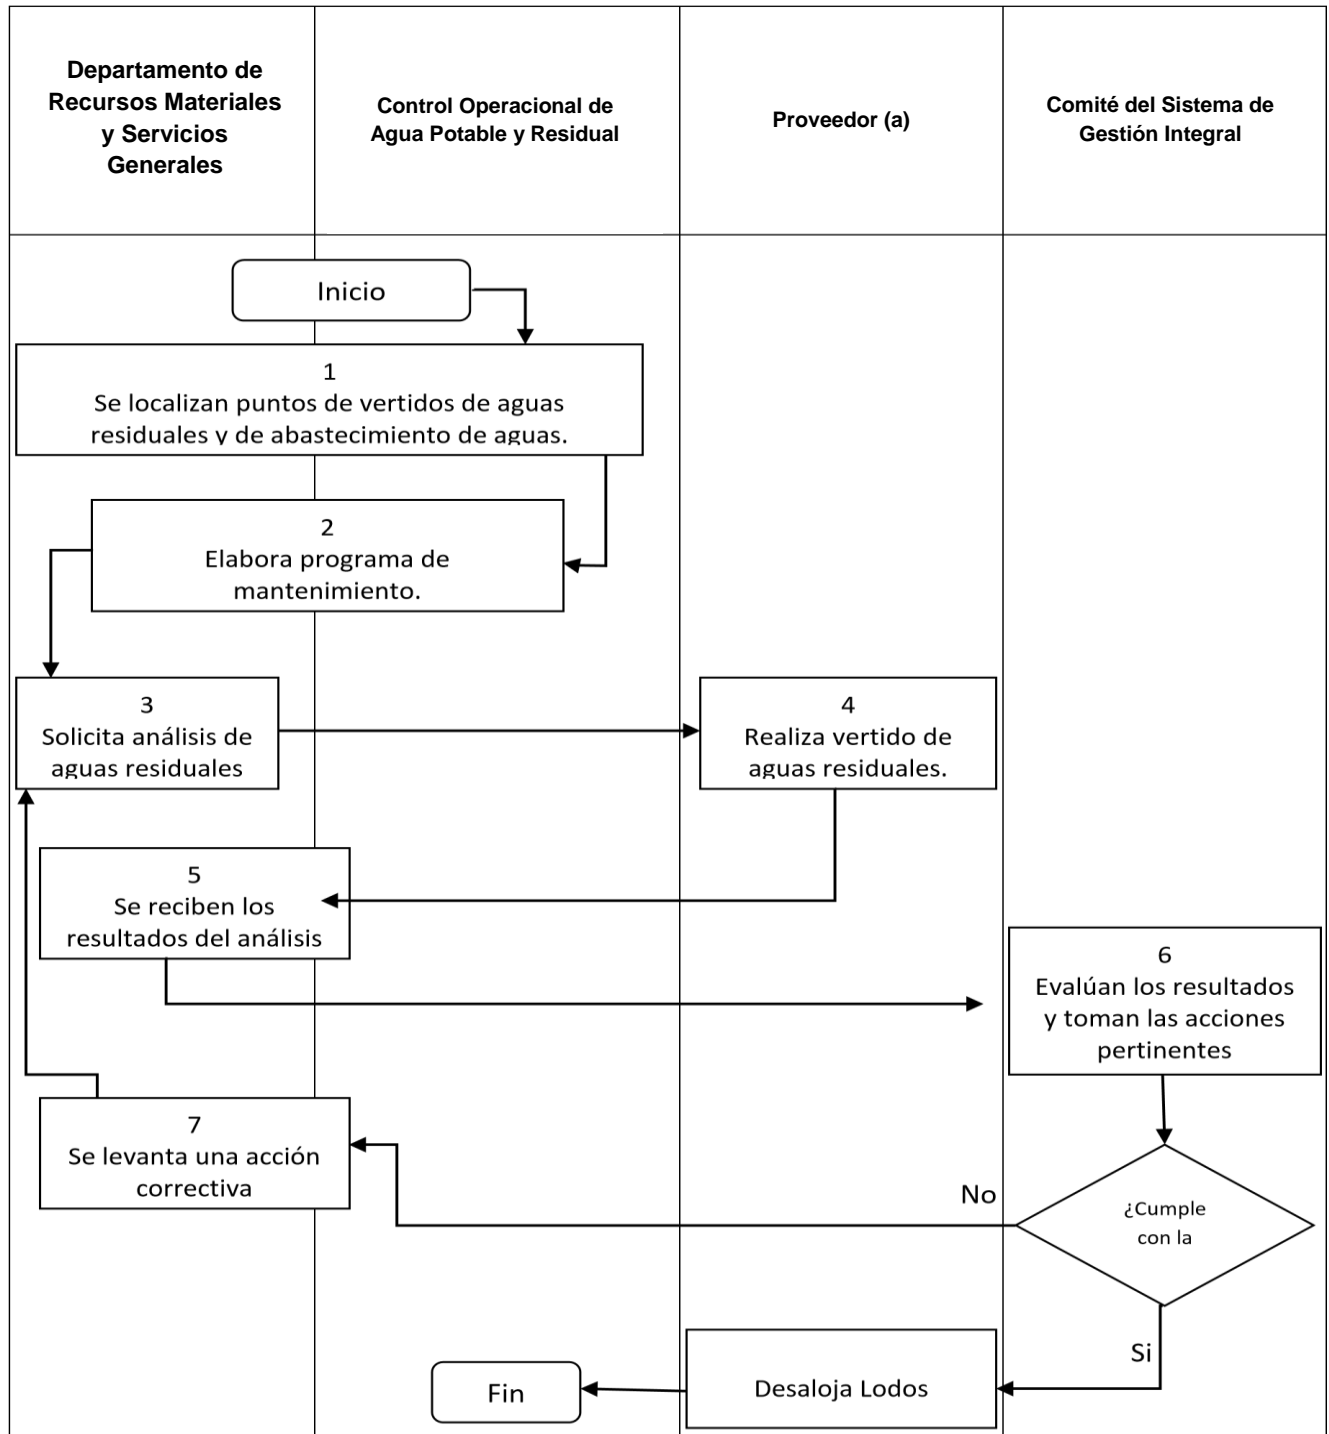 Departamento de
Recursos Materiales
y Servicios
Generales
Control Operacional de
Agua Potable y Residual
Proveedor (a)
Comité del Sistema de
Gestión Integral
Inicio
1
Se localizan puntos de vertidos de aguas
residuales y de abastecimiento de aguas.
2
Elabora programa de
mantenimiento.
3
Solicita análisis de
aguas residuales
4
Realiza vertido de
aguas residuales.
5
Se reciben los
resultados del análisis
6
Evalúan los resultados
y toman las acciones
pertinentes
7
Se levanta una acción
correctiva
No
¿Cumple
con la
Si
Desaloja Lodos
Fin